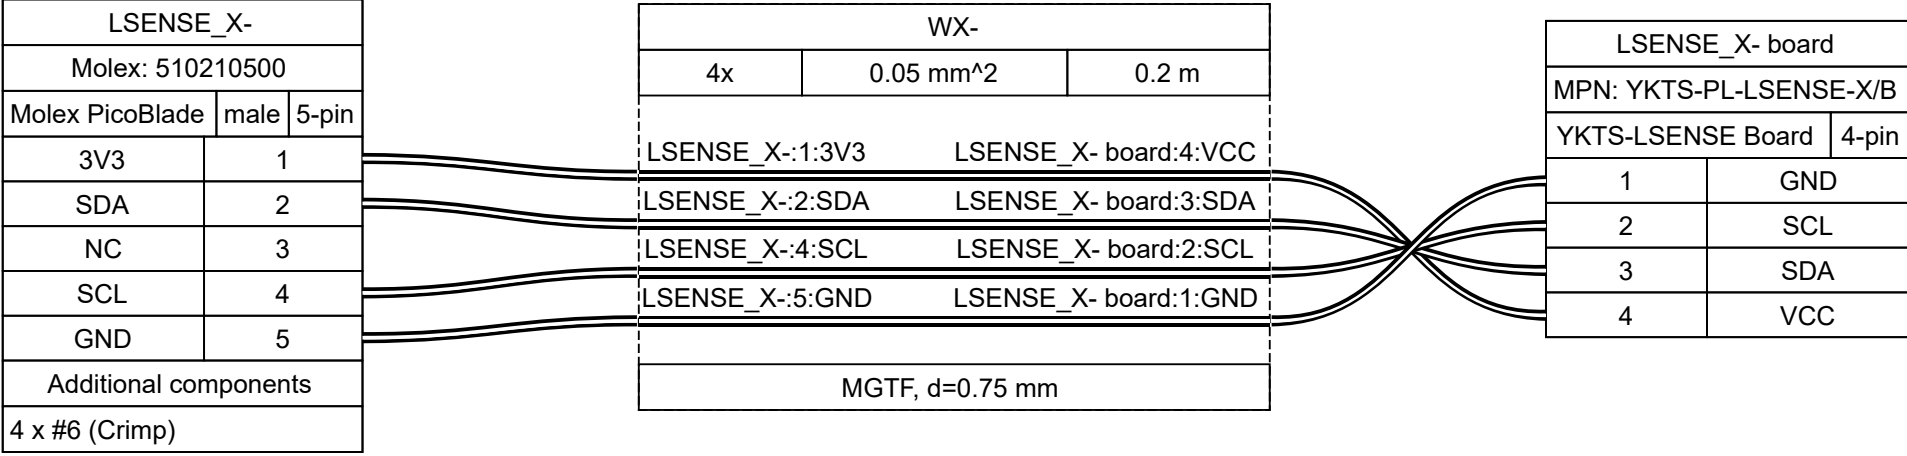 LSENSE_X-
Molex: 510210500
Molex PicoBlade male 5-pin
3V3 1
SDA 2
NC 3
SCL 4
GND 5
Additional components
4 x #6 (Crimp)
WX-
4x 0.05 mm^2 0.2 m
LSENSE_X-:1:3V3 LSENSE_X- board:4:VCC
LSENSE_X-:2:SDA LSENSE_X- board:3:SDA
LSENSE_X-:4:SCL LSENSE_X- board:2:SCL
LSENSE_X-:5:GND LSENSE_X- board:1:GND
MGTF, d=0.75 mm
LSENSE_X- board
MPN: YKTS-PL-LSENSE-X/B
YKTS-LSENSE Board 4-pin
1 GND
2 SCL
3 SDA
4 VCC